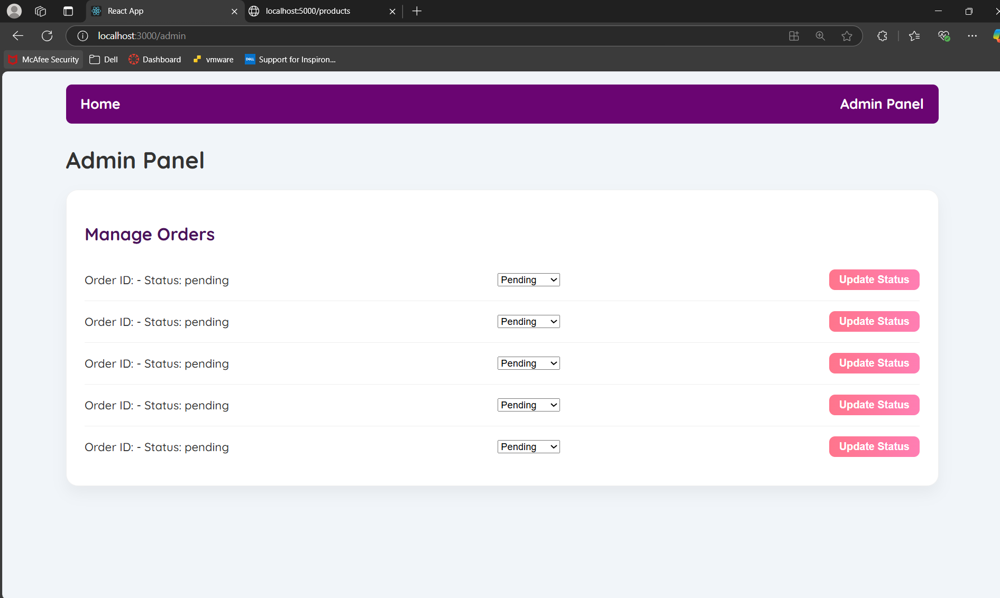 React App
localhost:5000/products
localhost:3000/admin
McAfee Security Dell Dashboard vmware Support for Inspiron...
Home Admin Panel
Admin Panel
Manage Orders
Order ID: - Status: pending Pending Update Status
Order ID: - Status: pending Pending Update Status
Order ID: - Status: pending Pending Update Status
Order ID: - Status: pending Pending Update Status
Order ID: - Status: pending Pending Update Status